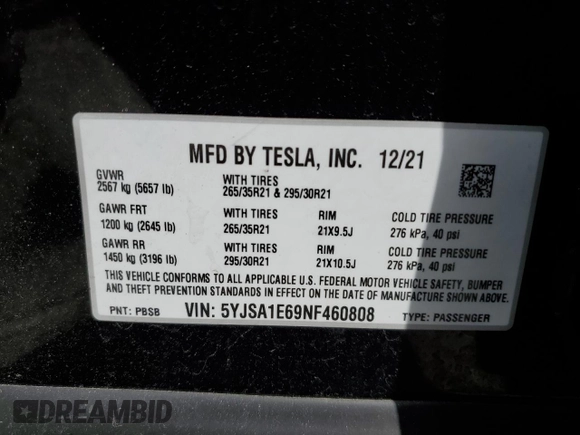 MFD BY TESLA, INC. 12/21
GVWR
2567 kg (5657 lb)
WITH TIRES
265/35R21 & 295/30R21
GAWR FRT
1200 kg (2645 lb)
WITH TIRES
265/35R21
RIM
21X9.5J
COLD TIRE PRESSURE
276 kPa, 40 psi
GAWR RR
1450 kg (3196 lb)
WITH TIRES
295/30R21
RIM
21X10.5J
COLD TIRE PRESSURE
276 kPa, 40 psi
THIS VEHICLE CONFORMS TO ALL APPLICABLE U.S. FEDERAL MOTOR VEHICLE SAFETY, BUMPER
AND THEFT PREVENTION STANDARDS IN EFFECT ON THE DATE OF MANUFACTURE SHOWN ABOVE.
PNT: PBSB VIN: 5YJSA1E69NF460808 TYPE: PASSENGER
DREAMBID